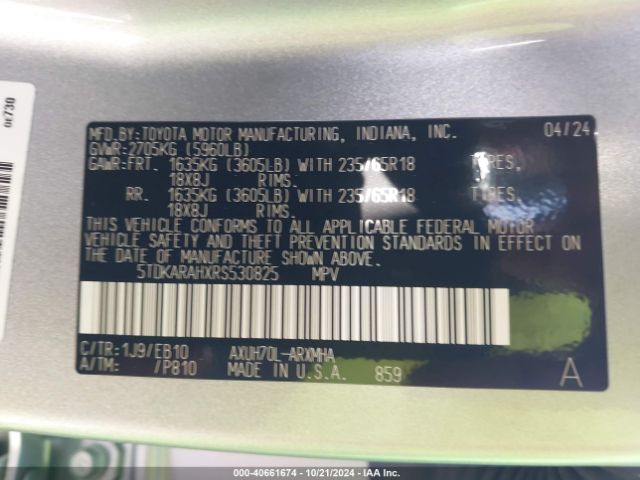 or730
MFD.BY:TOYOTA MOTOR MANUFACTURING, INDIANA, INC. 04/24
GVWR:2705KG (5960LB)
GAWR:FRT. 1635KG (3605LB) WITH 235/65R18 TIRES,
18X8J RIMS.
RR. 1635KG (3605LB) WITH 235/65R18 TIRES,
18X8J RIMS.
THIS VEHICLE CONFORMS TO ALL APPLICABLE FEDERAL MOTOR
VEHICLE SAFETY AND THEFT PREVENTION STANDARDS IN EFFECT ON
THE DATE OF MANUFACTURE SHOWN ABOVE.
5TDKARAHXRS530825 MPV
C/TR:1J9/EB10 AXUH70L-ARXMHA
A/TM: /P810 MADE IN U.S.A. 859
A
000-40661674 | 10/21/2024 - IAA Inc.